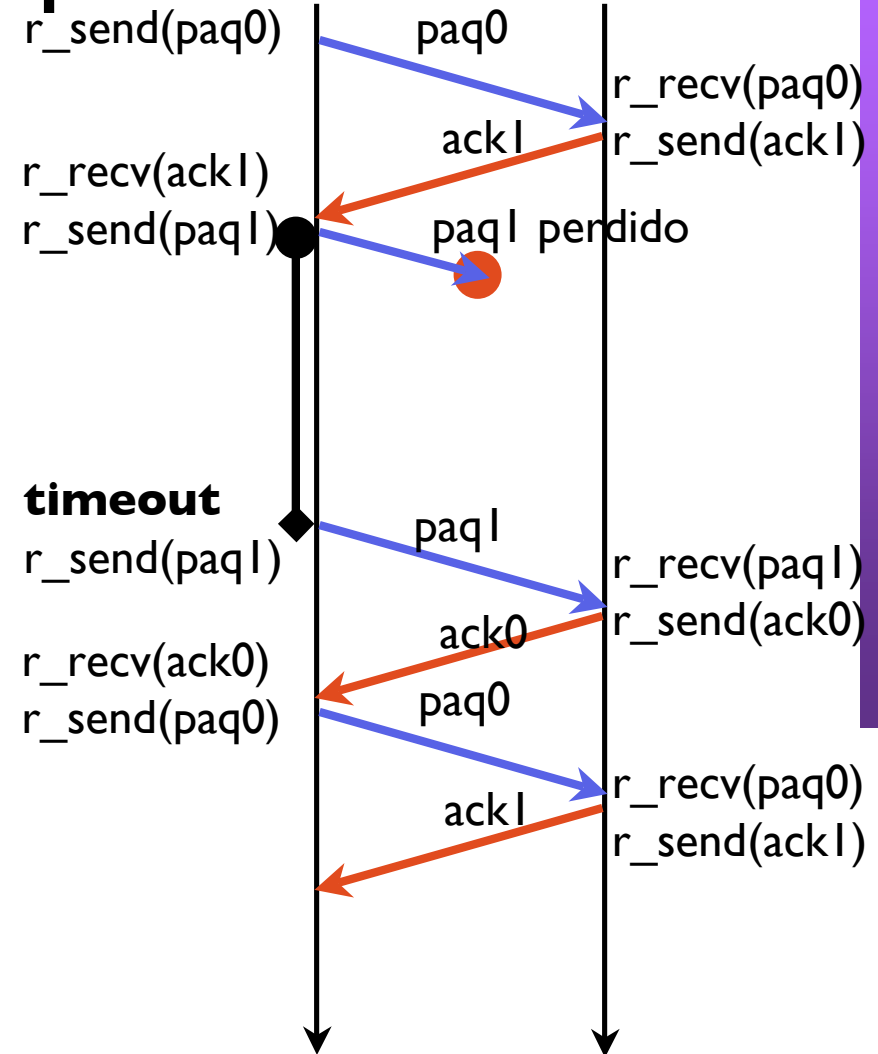 r_send(paq0)
paq0
r_recv(paq0)
ack1
r_send(ack1)
r_recv(ack1)
r_send(paq1)
paq1 perdido
timeout
r_send(paq1)
paq1
r_recv(paq1)
ack0
r_send(ack0)
r_recv(ack0)
r_send(paq0)
paq0
r_recv(paq0)
ack1
r_send(ack1)